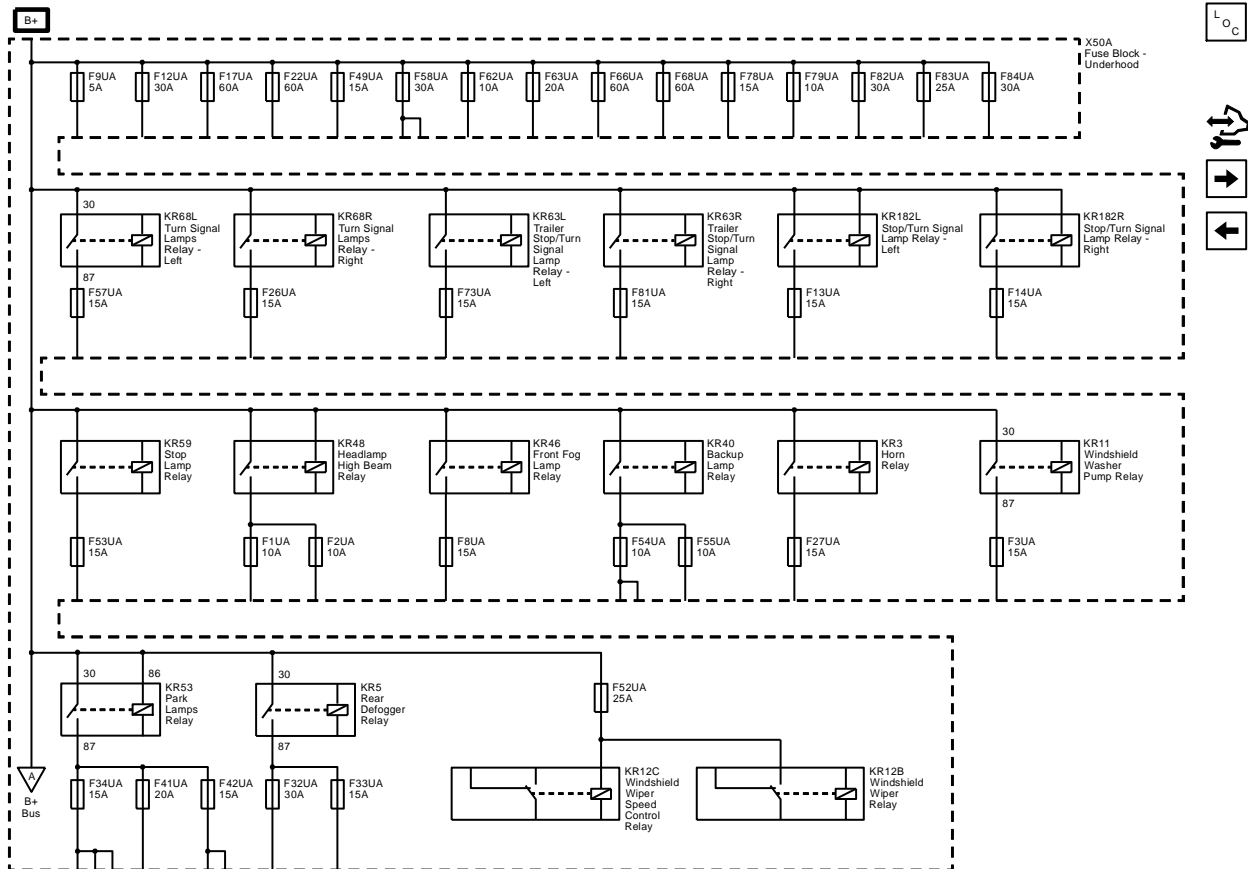 B+
L
O
C
X50A
Fuse Block -
Underhood
F9UA
5A
F12UA
30A
F17UA
60A
F22UA
60A
F49UA
15A
F58UA
30A
F62UA
10A
F63UA
20A
F66UA
60A
F68UA
60A
F78UA
15A
F79UA
10A
F82UA
30A
F83UA
25A
F84UA
30A
30
KR68L
Turn Signal
Lamps
Relay -
Left
87
KR68R
Turn Signal
Lamps
Relay -
Right
KR63L
Trailer
Stop/Turn
Signal
Lamp
Relay -
Left
KR63R
Trailer
Stop/Turn
Signal
Lamp
Relay -
Right
KR182L
Stop/Turn Signal
Lamp Relay -
Left
KR182R
Stop/Turn Signal
Lamp Relay -
Right
F57UA
15A
F26UA
15A
F73UA
15A
F81UA
15A
F13UA
15A
F14UA
15A
KR59
Stop
Lamp
Relay
KR48
Headlamp
High Beam
Relay
KR46
Front Fog
Lamp
Relay
KR40
Backup
Lamp
Relay
KR3
Horn
Relay
30
KR11
Windshield
Washer
Pump Relay
87
F53UA
15A
F1UA
10A
F2UA
10A
F8UA
15A
F54UA
10A
F55UA
10A
F27UA
15A
F3UA
15A
30
86
KR53
Park
Lamps
Relay
87
30
KR5
Rear
Defogger
Relay
87
F52UA
25A
A
B+
Bus
F34UA
15A
F41UA
20A
F42UA
15A
F32UA
30A
F33UA
15A
KR12C
Windshield
Wiper
Speed
Control
Relay
KR12B
Windshield
Wiper
Relay